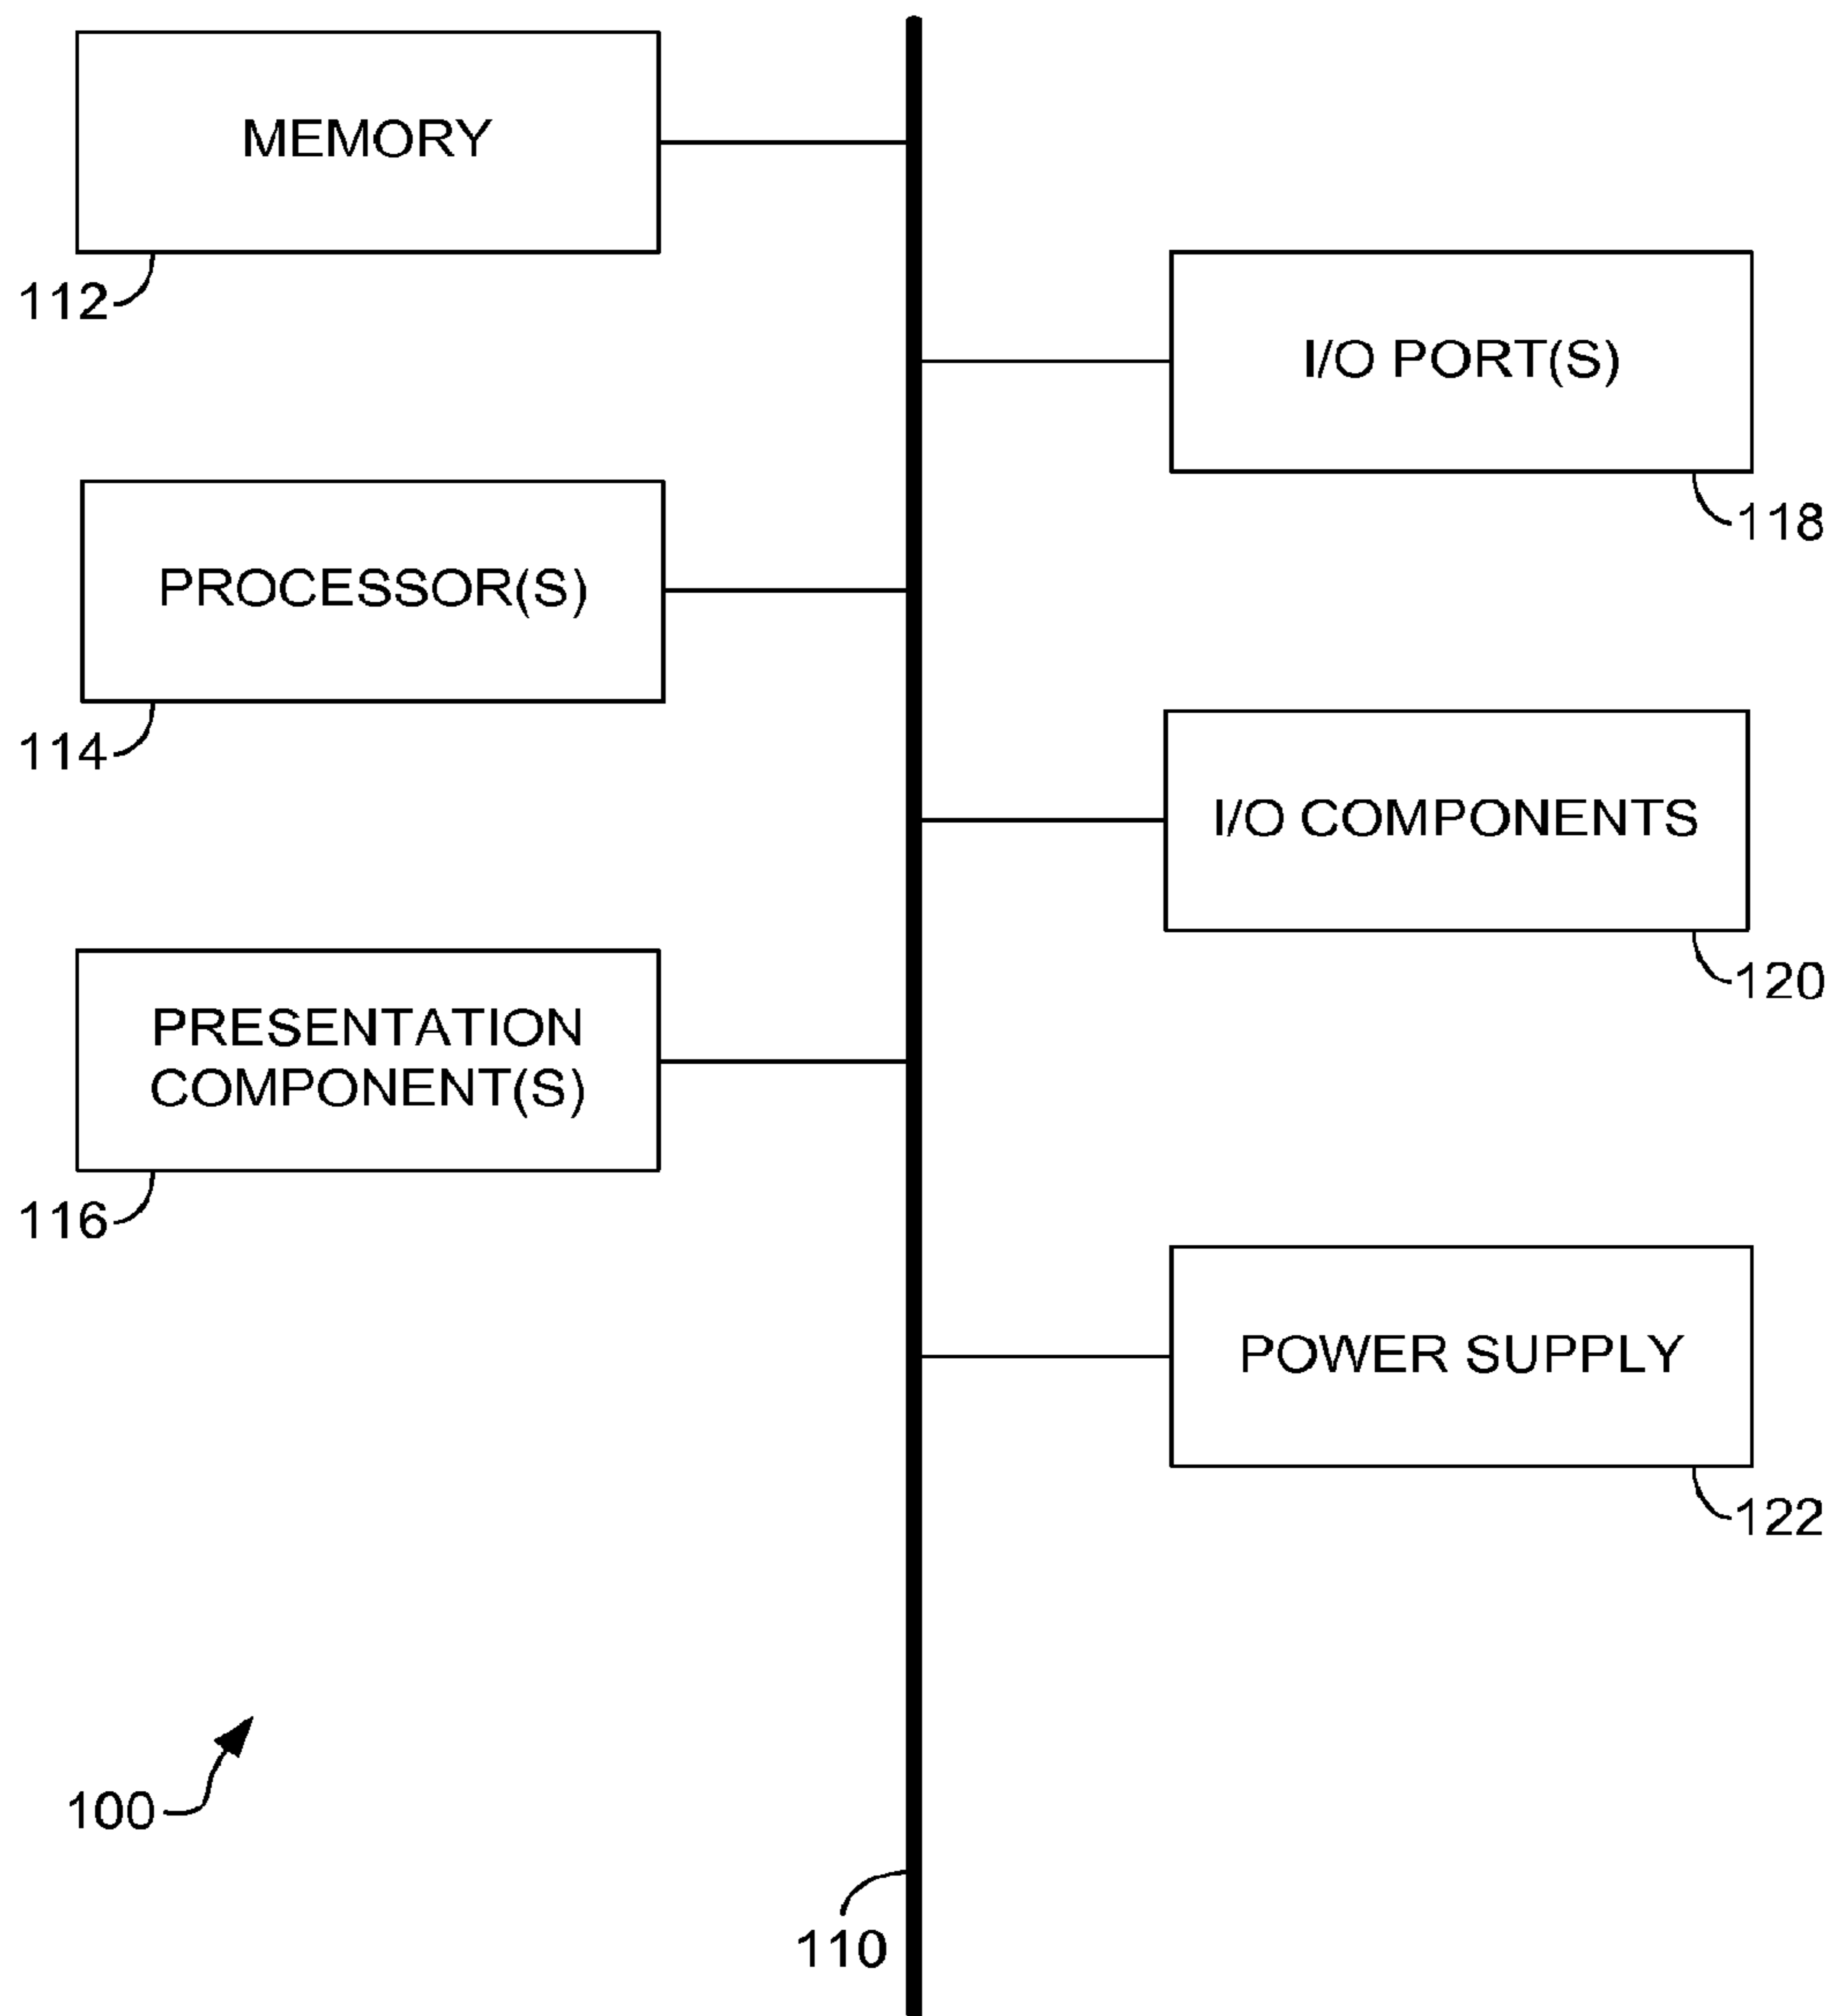 MEMORY
112
I/O PORT(S)
118
PROCESSOR(S)
114
I/O COMPONENTS
120
PRESENTATION
COMPONENT(S)
116
POWER SUPPLY
122
100
110